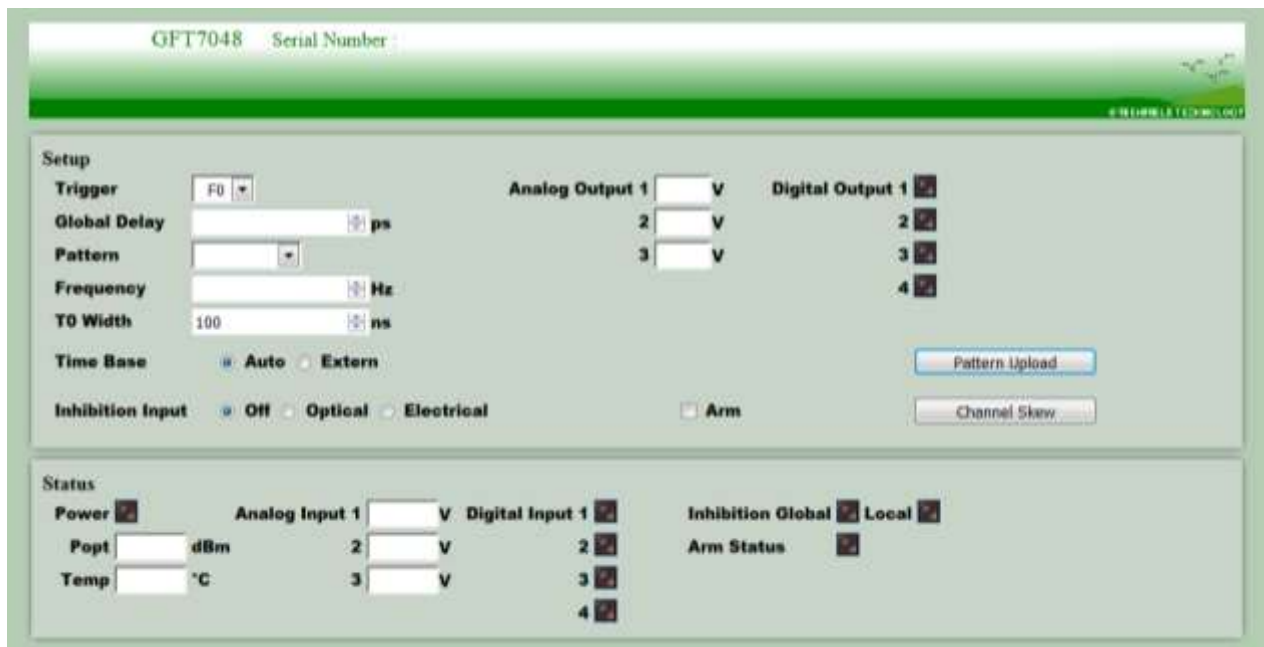 GFT7048 Serial Number :
GREENFIELD TECHNOLOGY
Setup
Trigger F0 Analog Output 1 V Digital Output 1
Global Delay ps 2 V 2
Pattern 3 V 3
Frequency Hz 4
T0 Width 100 ns
Time Base Auto Extern Pattern Upload
Inhibition Input Off Optical Electrical Arm Channel Skew
Status
Power Analog Input 1 V Digital Input 1 Inhibition Global Local
Popt dBm 2 V 2 Arm Status
Temp °C 3 V 3
4